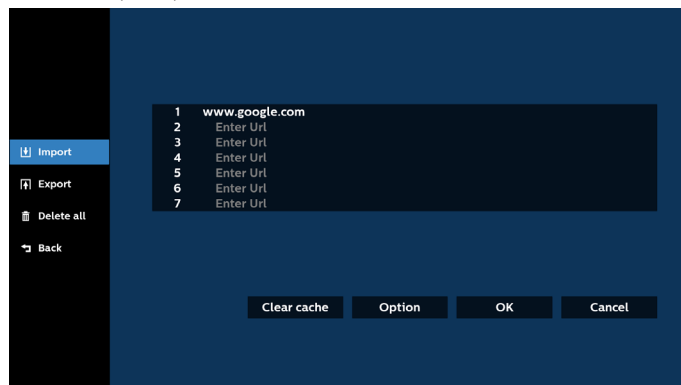 1 www.google.com
2 Enter Url
3 Enter Url
4 Enter Url
5 Enter Url
6 Enter Url
7 Enter Url
Import
Export
Delete all
Back
Clear cache Option OK Cancel